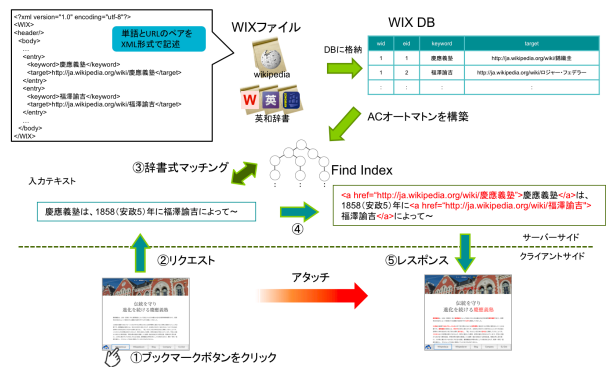 <?xml version="1.0" encoding="utf-8"?>
<WIX>
<header/>
<body>
…
<entry>
<keyword>慶應義塾</keyword>
<target>http://ja.wikipedia.org/wiki/慶應義塾</target>
</entry>
…
<entry>
<keyword>福澤諭吉</keyword>
<target>http://ja.wikipedia.org/wiki/福澤諭吉</target>
</entry>
…
</body>
</WIX>
単語とURLのペアを
XML形式で記述
WIXファイル
wikipedia
W 英
英和辞書
DBに格納
WIX DB
wid eid keyword target
1 1 慶應義塾
1 2 福澤諭吉 http://ja.wikipedia.org/wiki/ロジャー・フェデラー
: : : :
ACオートマトンを構築
Find Index
: : :
③辞書式マッチング
入力テキスト
慶應義塾は、1858(安政5)年に福澤諭吉によって～
④
<a href="http://ja.wikipedia.org/wiki/慶應義塾">慶應義塾</a>は、
1858(安政5)年に<a href="http://ja.wikipedia.org/wiki/福澤諭吉">
福澤諭吉</a>によって～
サーバーサイド
クライアントサイド
②リクエスト
⑤レスポンス
アタッチ
伝統を守り
進化を続ける慶應義塾
伝統を守り
進化を続ける慶應義塾
①ブックマークボタンをクリック